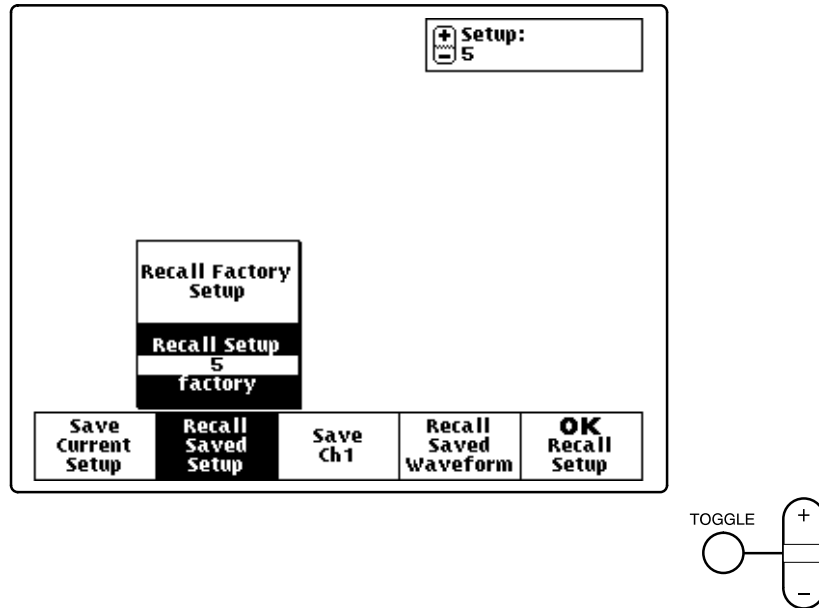 + Setup:
- 5
Recall Factory
Setup
Recall Setup
5
factory
Save
Current
Setup
Recall
Saved
Setup
Save
Ch1
Recall
Saved
Waveform
OK
Recall
Setup
TOGGLE
+
–